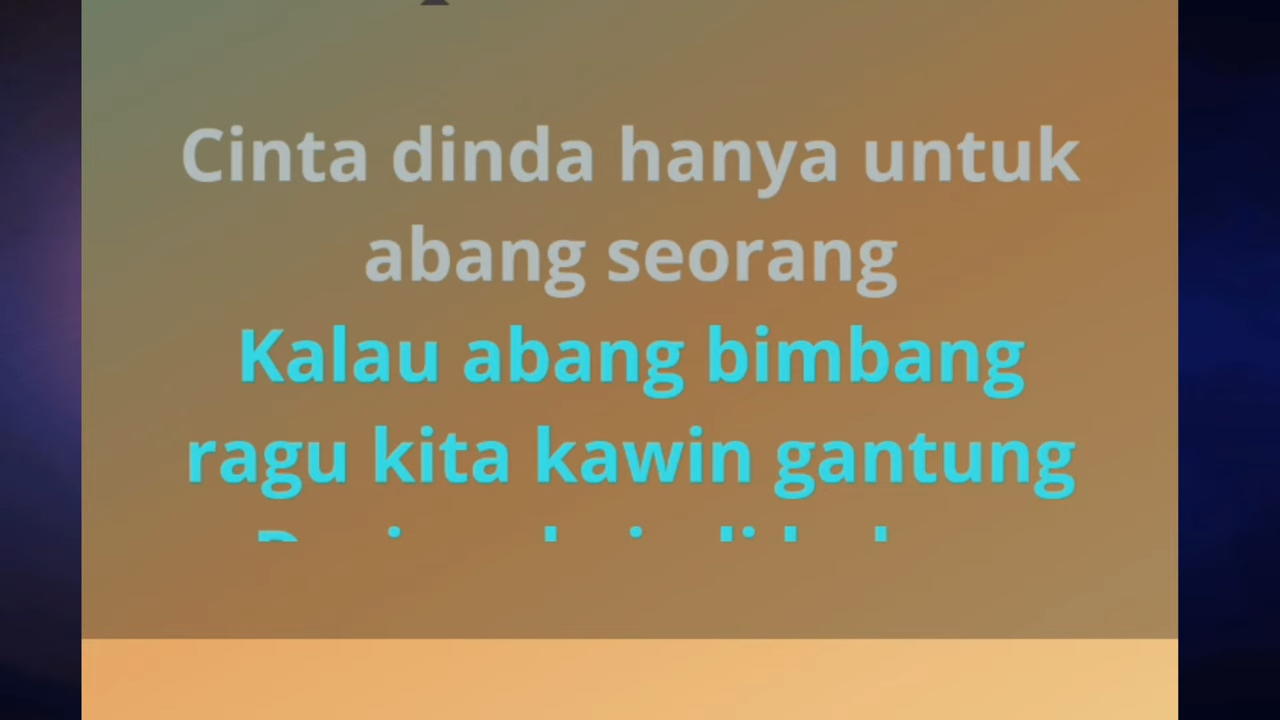 Cinta dinda hanya untuk
abang seorang
Kalau abang bimbang
ragu kita kawin gantung